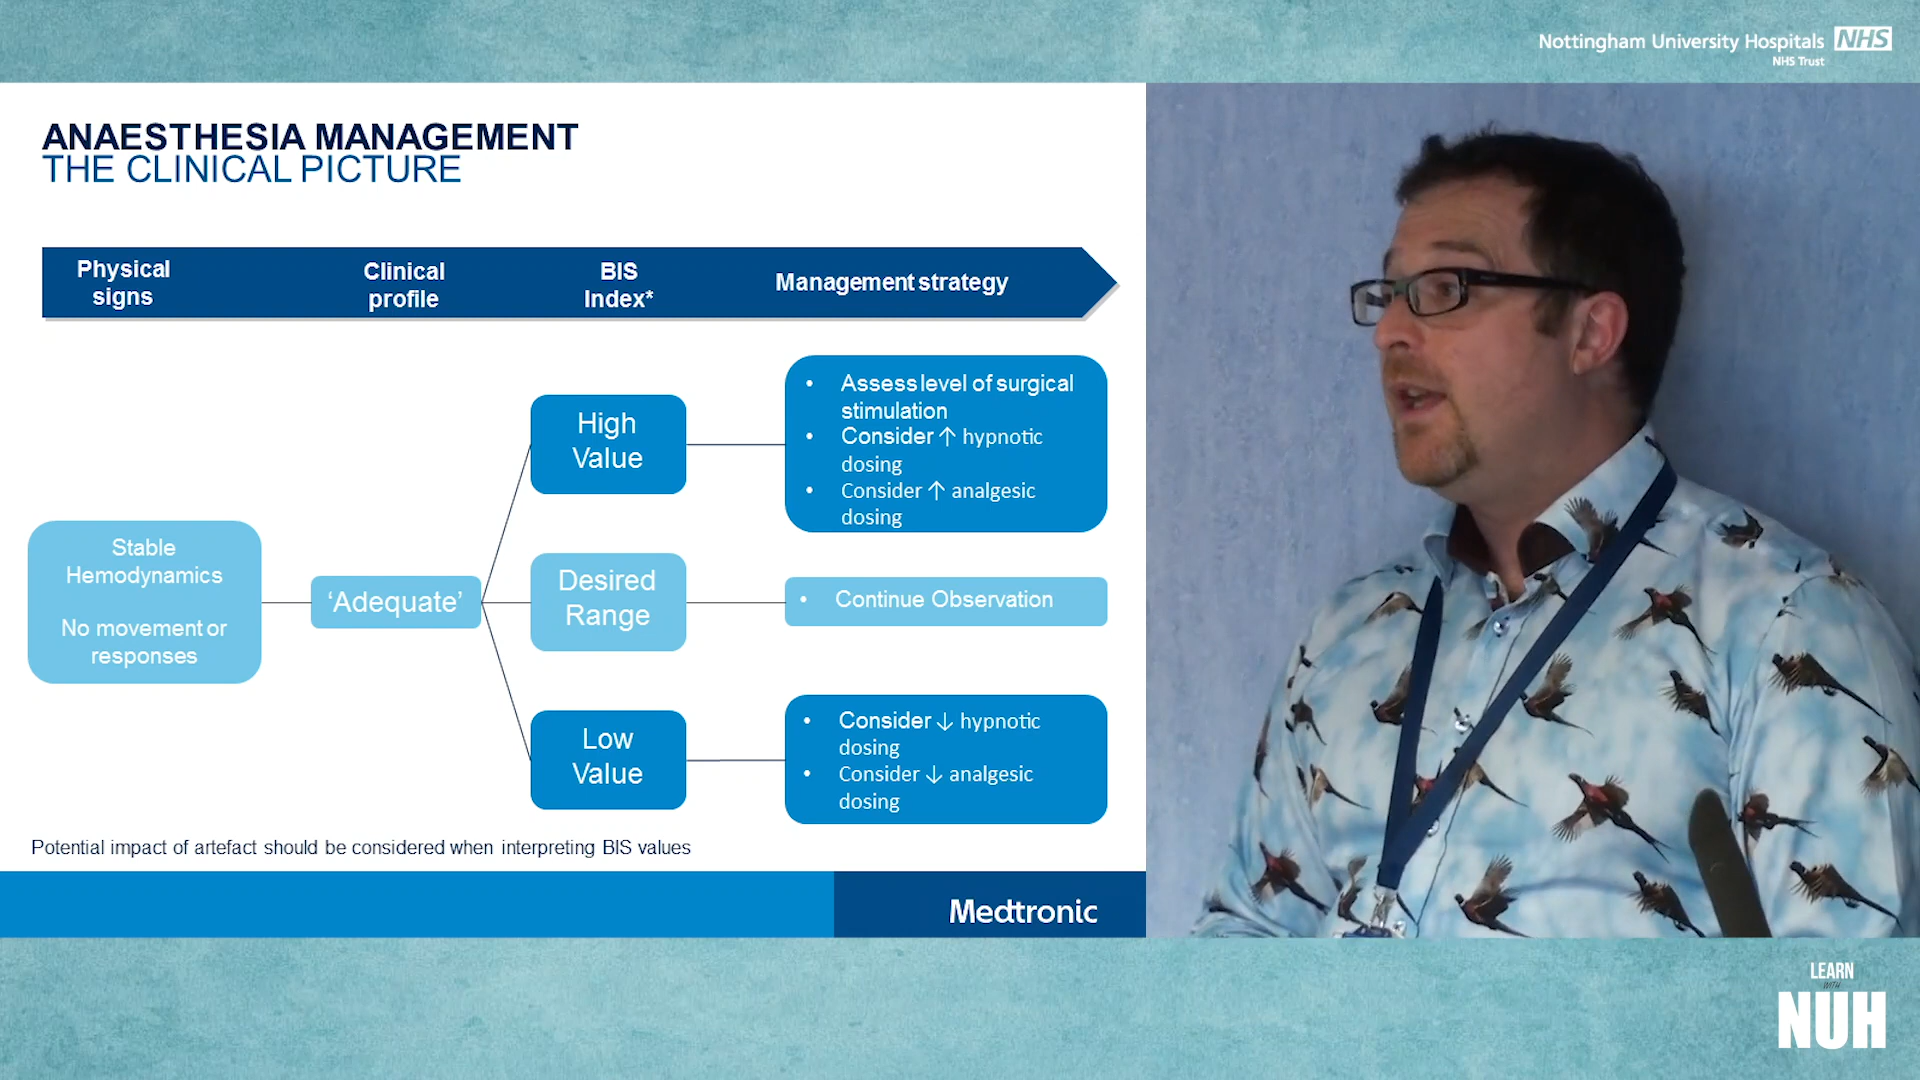 Nottingham University Hospitals NHS
NHS Trust
ANAESTHESIA MANAGEMENT
THE CLINICAL PICTURE
Physical
signs
Clinical
profile
BIS
Index*
Management strategy
Stable
Hemodynamics
No movement or
responses
‘Adequate’
High
Value
• Assess level of surgical
stimulation
• Consider ↑ hypnotic
dosing
• Consider ↑ analgesic
dosing
Desired
Range
• Continue Observation
Low
Value
• Consider ↓ hypnotic
dosing
• Consider ↓ analgesic
dosing
Potential impact of artefact should be considered when interpreting BIS values
Medtronic
LEARN
WITH
NUH